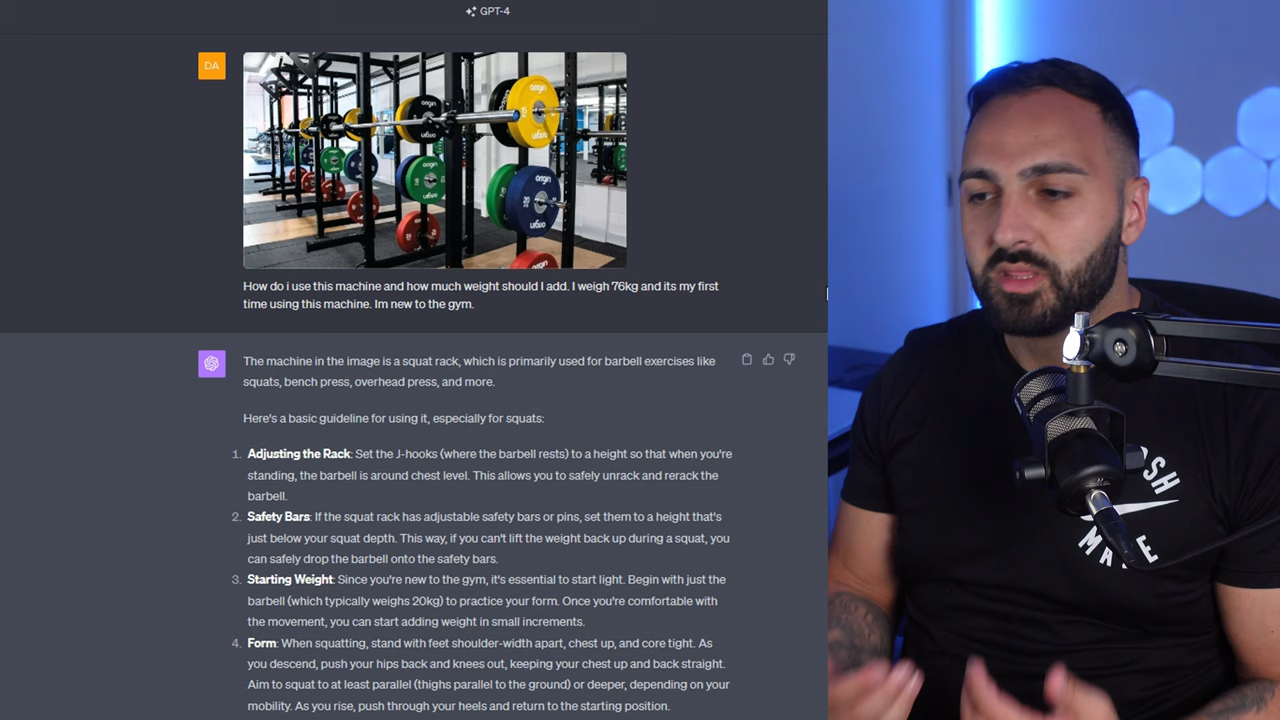 GPT-4
DA
origin
origin
origin
origin
How do i use this machine and how much weight should I add. I weigh 76kg and its my first
time using this machine. Im new to the gym.
The machine in the image is a squat rack, which is primarily used for barbell exercises like
squats, bench press, overhead press, and more.
Here's a basic guideline for using it, especially for squats:
1. Adjusting the Rack: Set the J-hooks (where the barbell rests) to a height so that when you're
standing, the barbell is around chest level. This allows you to safely unrack and rerack the
barbell.
2. Safety Bars: If the squat rack has adjustable safety bars or pins, set them to a height that's
just below your squat depth. This way, if you can't lift the weight back up during a squat, you
can safely drop the barbell onto the safety bars.
3. Starting Weight: Since you're new to the gym, it's essential to start light. Begin with just the
barbell (which typically weighs 20kg) to practice your form. Once you're comfortable with
the movement, you can start adding weight in small increments.
4. Form: When squatting, stand with feet shoulder-width apart, chest up, and core tight. As
you descend, push your hips back and knees out, keeping your chest up and back straight.
Aim to squat to at least parallel (thighs parallel to the ground) or deeper, depending on your
mobility. As you rise, push through your heels and return to the starting position.